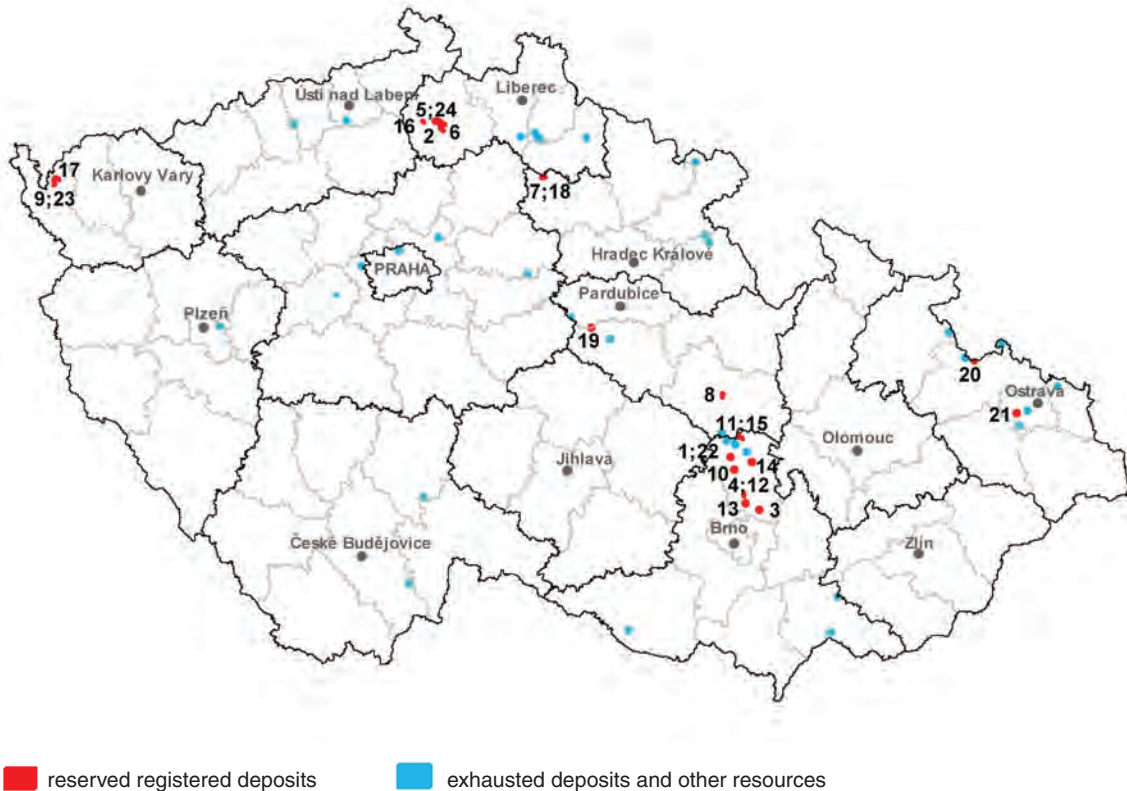 Liberec
Ústí nad Labem
5;24
16
2
6
17
Karlovy Vary
9;23
7;18
Hradec Králové
PRAHA
Pardubice
Plzeň
19
20
8
Ostrava
21
11;15
Olomouc
1;22
Jihlava
14
10
4;12
13
3
Brno
České Budějovice
Zlín
reserved registered deposits
exhausted deposits and other resources